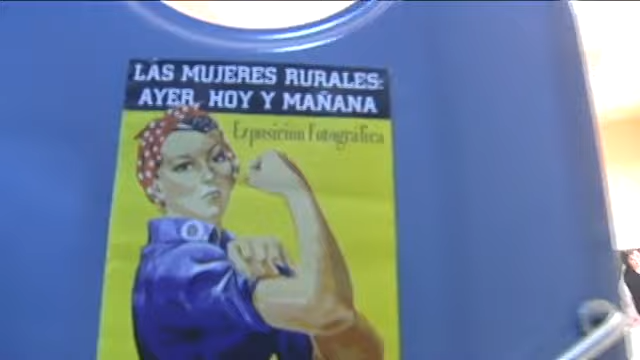 LAS MUJERES RURALES:
AYER, HOY Y MAÑANA
Exposición Fotográfica